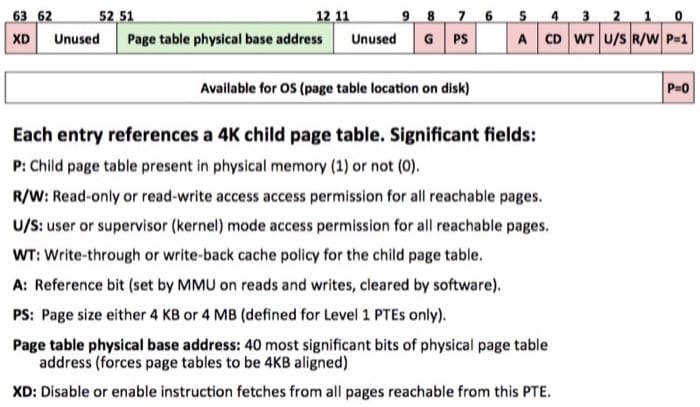 63 62 52 51 12 11 9 8 7 6 5 4 3 2 1 0
XD Unused Page table physical base address Unused G PS A CD WT U/S R/W P=1
Available for OS (page table location on disk) P=0
Each entry references a 4K child page table. Significant fields:
P: Child page table present in physical memory (1) or not (0).
R/W: Read-only or read-write access access permission for all reachable pages.
U/S: user or supervisor (kernel) mode access permission for all reachable pages.
WT: Write-through or write-back cache policy for the child page table.
A: Reference bit (set by MMU on reads and writes, cleared by software).
PS: Page size either 4 KB or 4 MB (defined for Level 1 PTEs only).
Page table physical base address: 40 most significant bits of physical page table
address (forces page tables to be 4KB aligned)
XD: Disable or enable instruction fetches from all pages reachable from this PTE.